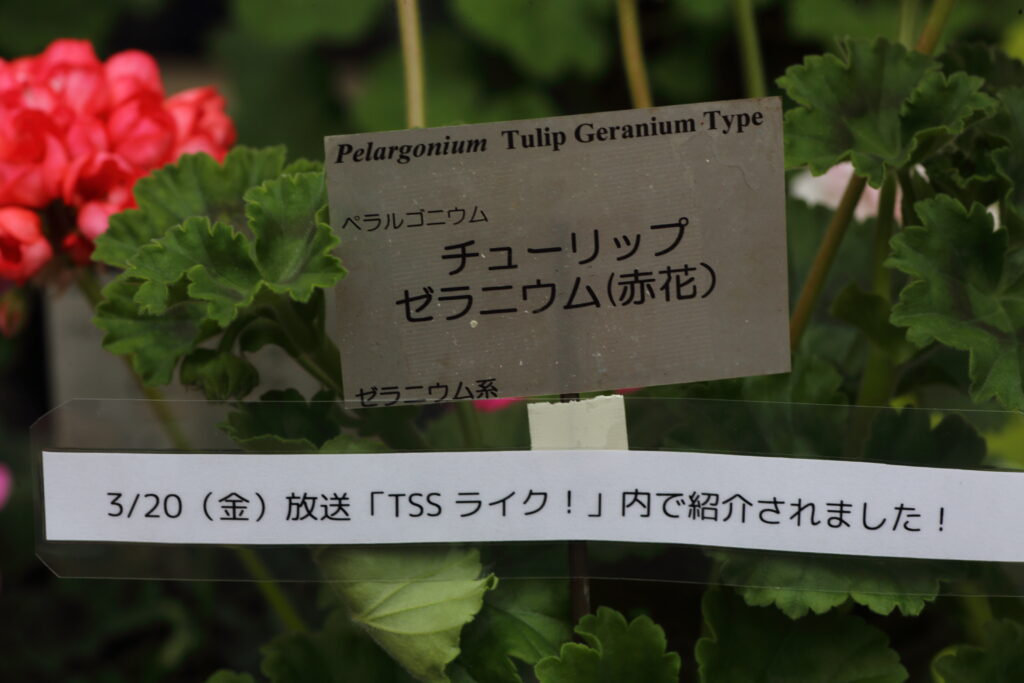 Pelargonium Tulip Geranium Type
ペラルゴニウム
チューリップ
ゼラニウム(赤花)
ゼラニウム系
3/20（金）放送「TSS ライク！」内で紹介されました！